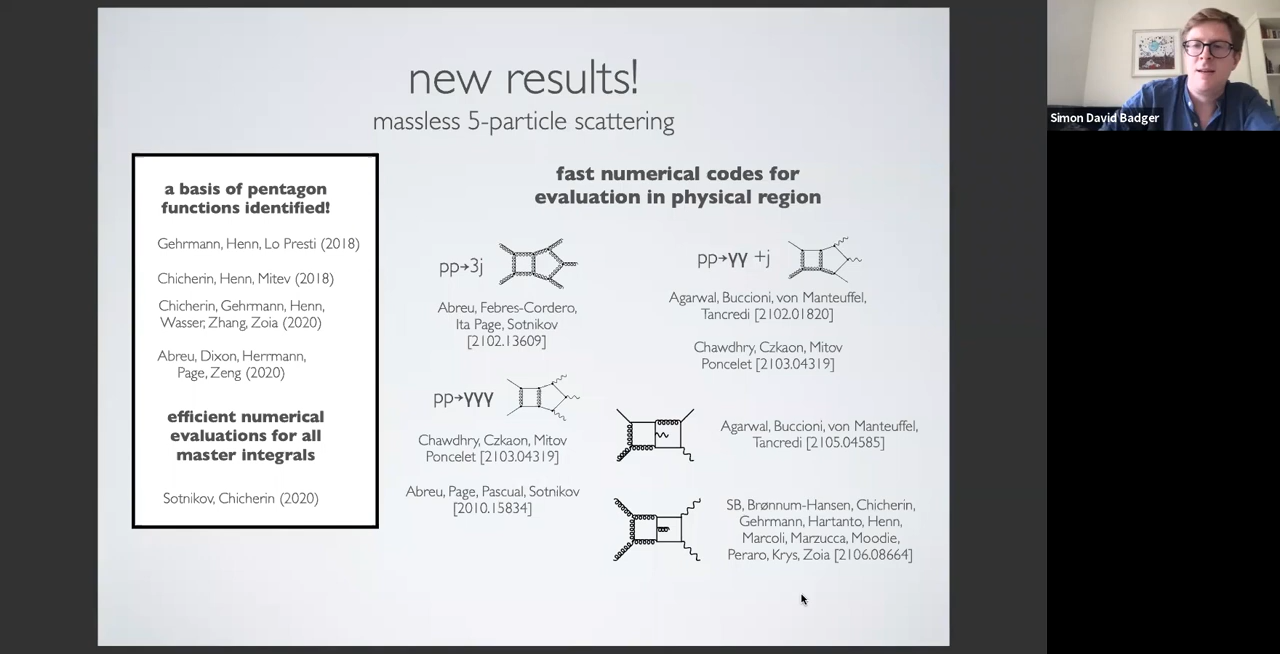 new results!
massless 5-particle scattering
a basis of pentagon
functions identified!
Gehrmann, Henn, Lo Presti (2018)
Chicherin, Henn, Mitev (2018)
Chicherin, Gehrmann, Henn,
Wasser, Zhang, Zoia (2020)
Abreu, Dixon, Herrmann,
Page, Zeng (2020)
efficient numerical
evaluations for all
master integrals
Sotnikov, Chicherin (2020)
fast numerical codes for
evaluation in physical region
pp→3j
Abreu, Febres-Cordero,
Ita Page, Sotnikov
[2102.13609]
pp→γγγ
Chawdhry, Czkaon, Mitov
Poncelet [2103.04319]
Abreu, Page, Pascual, Sotnikov
[2010.15834]
pp→γγ +j
Agarwal, Buccioni, von Manteuffel,
Tancredi [2102.01820]
Chawdhry, Czkaon, Mitov
Poncelet [2103.04319]
Agarwal, Buccioni, von Manteuffel,
Tancredi [2105.04585]
SB, Brønnum-Hansen, Chicherin,
Gehrmann, Hartanto, Henn,
Marcoli, Marzucca, Moodie,
Peraro, Krys, Zoia [2106.08664]
Simon David Badger